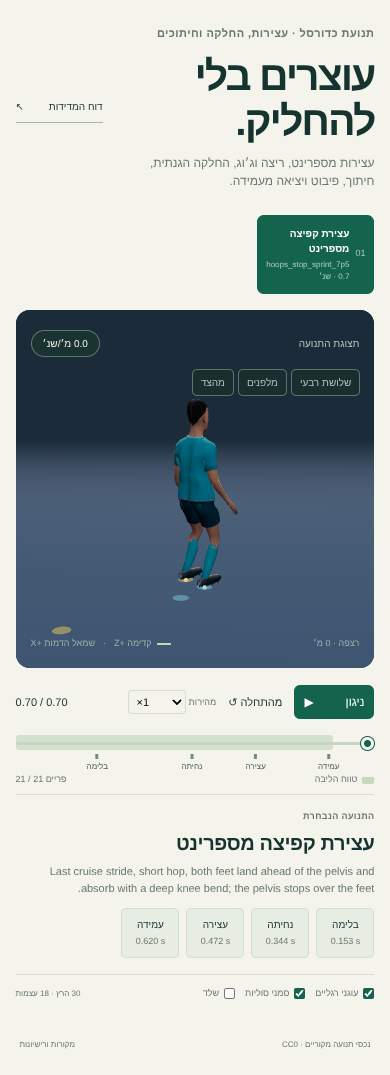 תנועת כדורסל · עצירות, החלקה וחיתוכים
עוצרים בלי
להחליק.
דוח המדידות ↖
עצירות מספרינט, ריצה וג'וג, החלקה הגנתית,
חיתוך, פיבוט ויציאה מעמידה.
01
עצירת קפיצה
מספרינט
hoops_stop_sprint_7p5
0.7 · שנ׳
תצוגת התנועה
0.0 מ׳/שנ׳
שלושת רבעי
מלפנים
מהצד
רצפה · 0 מ׳
קדימה Z+ · שמאל הדמות X+
ניגון ▶
מהתחלה ↺
מהירות
1×
0.70 / 0.70
עמידה
עצירה
נחיתה
בלימה
טווח הליבה
פריים 21 / 21
התנועה הנבחרת
עצירת קפיצה מספרינט
Last cruise stride, short hop, both feet land ahead of the pelvis and
absorb with a deep knee bend; the pelvis stops over the feet.
בלימה
0.153 s
נחיתה
0.344 s
עצירה
0.472 s
עמידה
0.620 s
עוגני רגליים
סמני סוליות
שלד
30 הרץ · 18 עצמות
נכסי תנועה מקוריים · CC0
מקורות ורישיונות